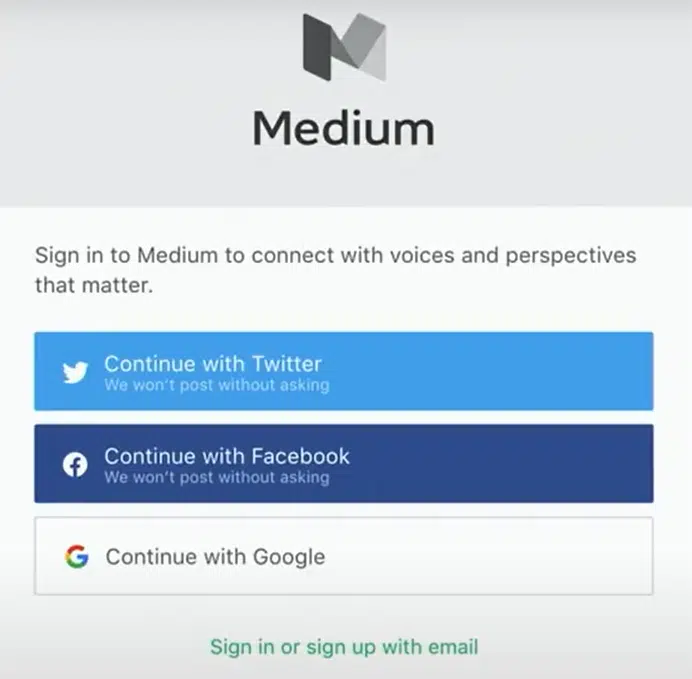 Medium
Sign in to Medium to connect with voices and perspectives
that matter.
Continue with Twitter
We won't post without asking
Continue with Facebook
We won't post without asking
Continue with Google
Sign in or sign up with email